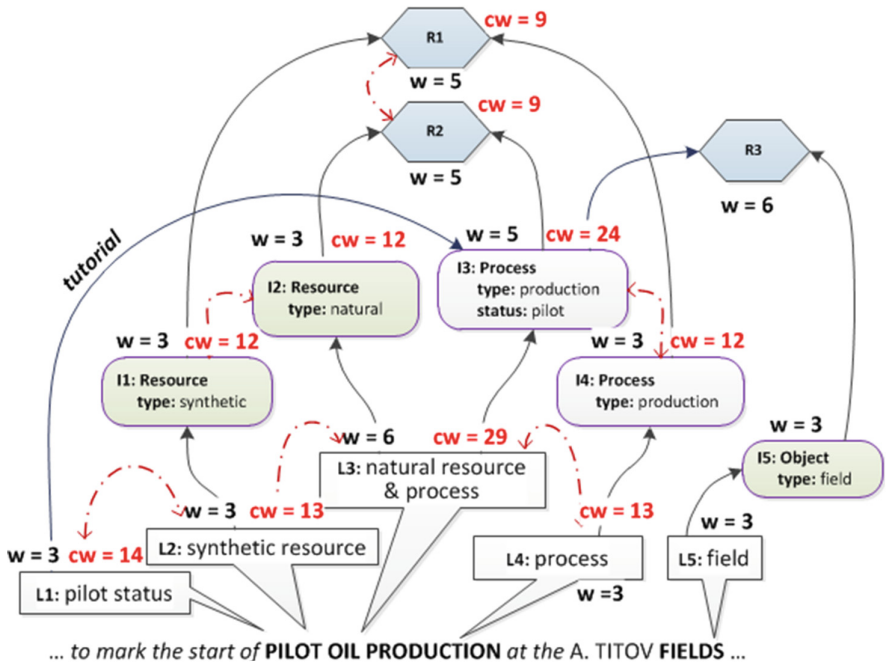 cw = 9
R1
w = 5
cw = 9
R2
w = 5
R3
w = 6
tutorial
w = 3
cw = 12
w = 5
cw = 24
I2: Resource
type: natural
I3: Process
type: production
status: pilot
w = 3
cw = 12
w = 3
cw = 12
I1: Resource
type: synthetic
I4: Process
type: production
w = 3
I5: Object
type: field
w = 6
cw = 29
L3: natural resource
& process
w = 3
cw = 13
cw = 13
w = 3
L2: synthetic resource
w = 3
cw = 14
L4: process
w =3
L5: field
L1: pilot status
... to mark the start of PILOT OIL PRODUCTION at the A. TITOV FIELDS ...